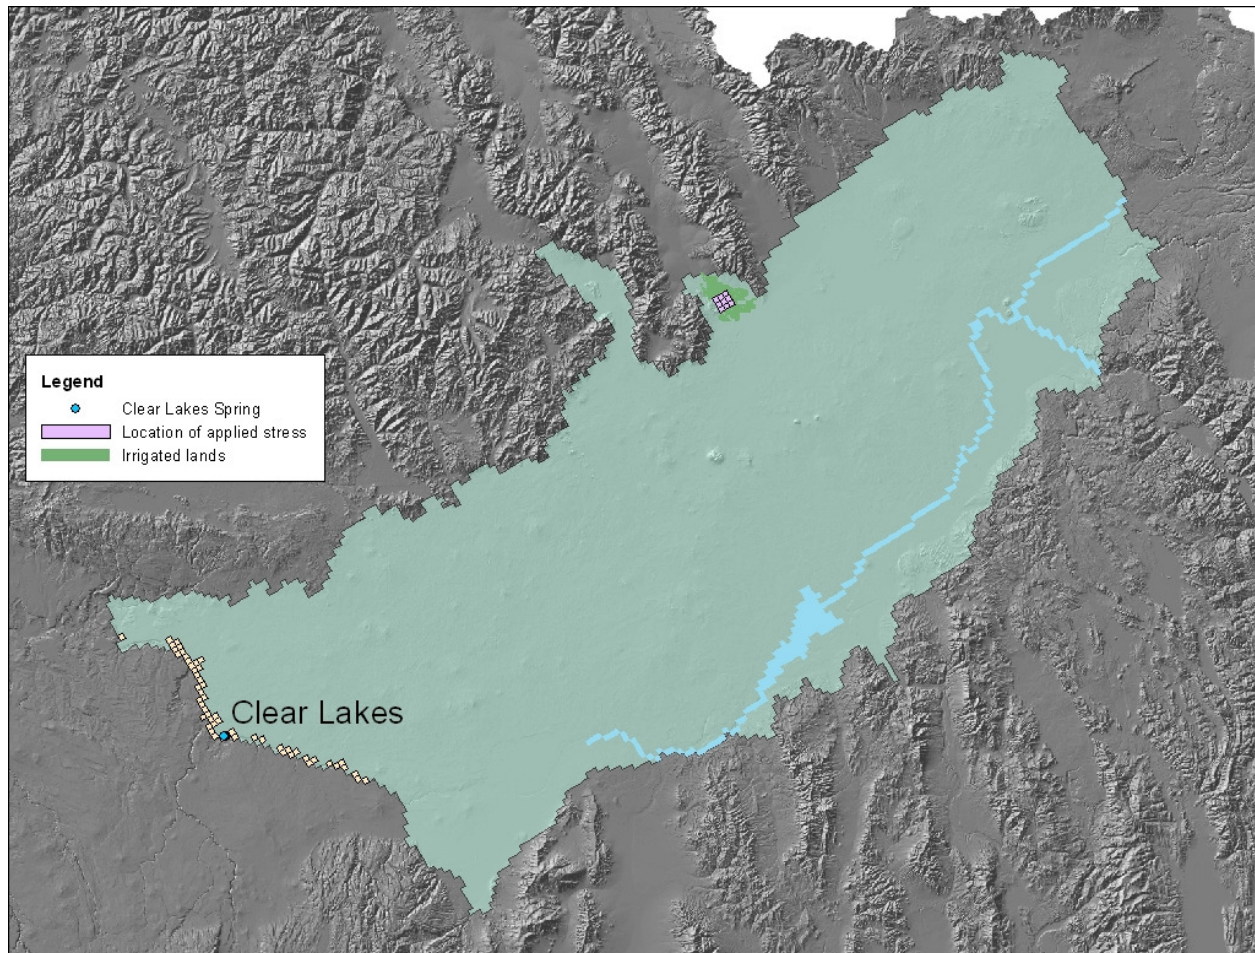 Legend
Clear Lakes Spring
Location of applied stress
Irrigated lands
Clear Lakes